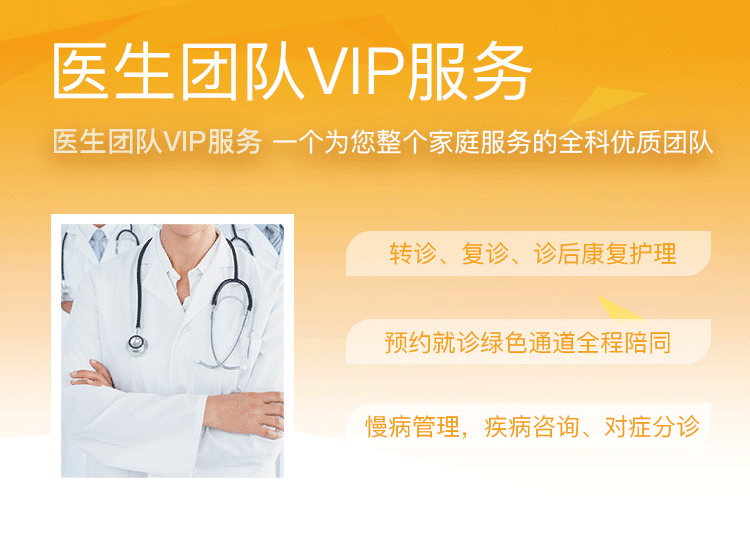 医生团队VIP服务
医生团队VIP服务 一个为您整个家庭服务的全科优质团队
转诊、复诊、诊后康复护理
预约就诊绿色通道全程陪同
慢病管理，疾病咨询、对症分诊